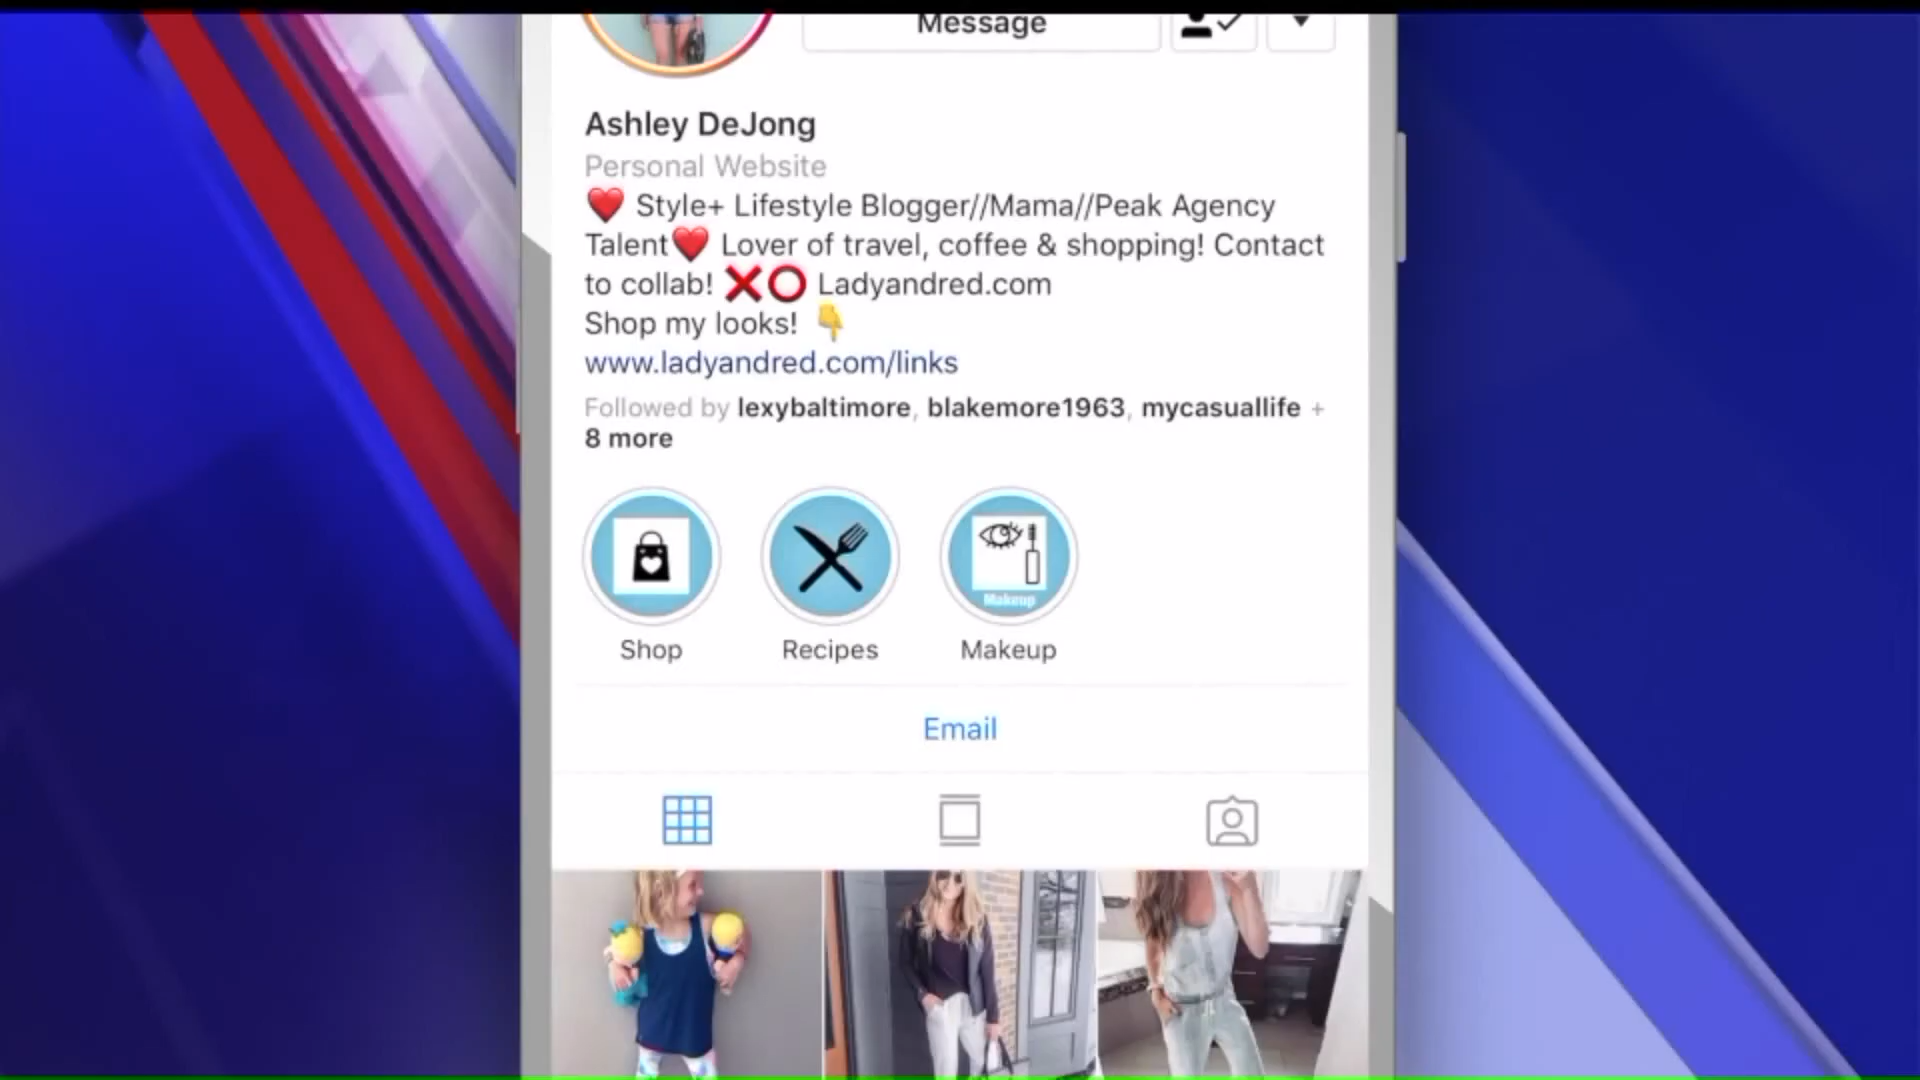 Message
Ashley DeJong
Personal Website
❤️ Style+ Lifestyle Blogger//Mama//Peak Agency
Talent❤️ Lover of travel, coffee & shopping! Contact
to collab! ❌⭕ Ladyandred.com
Shop my looks! 👇
www.ladyandred.com/links
Followed by lexybaltimore, blakemore1963, mycasuallife +
8 more
Makeup
Shop Recipes Makeup
Email